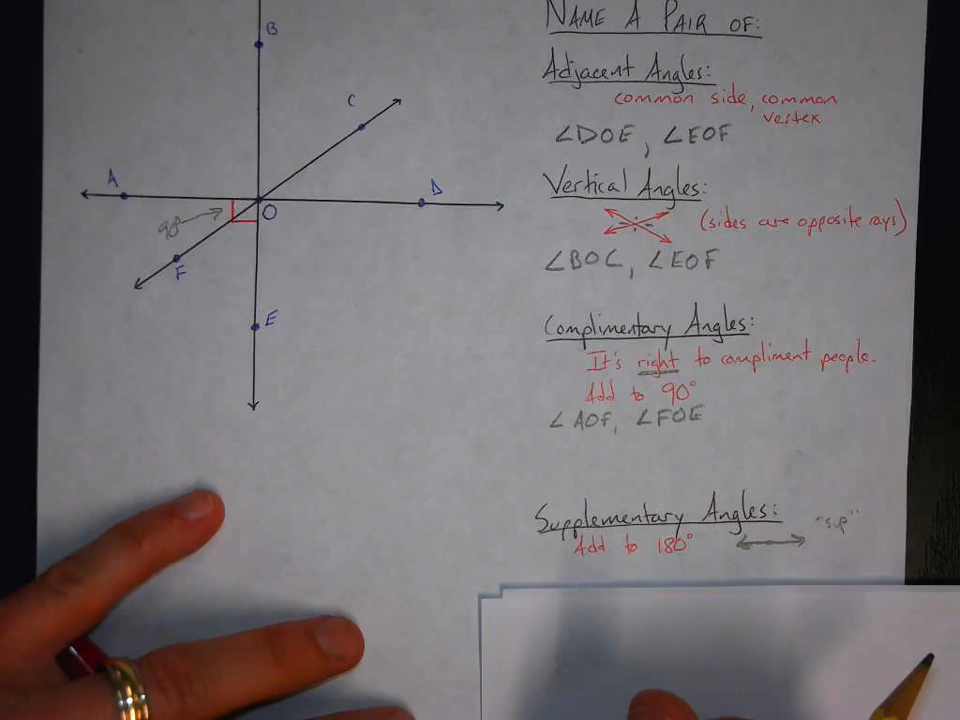 NAME A PAIR OF:
Adjacent Angles:
common side, common
vertex
∠DOE, ∠EOF
Vertical Angles:
(sides are opposite rays)
∠BOC, ∠EOF
Complimentary Angles:
It's right to compliment people.
Add to 90°
∠AOF, ∠FOE
Supplementary Angles:
Add to 180°
"sup"
B
C
A
D
O
90°
F
E